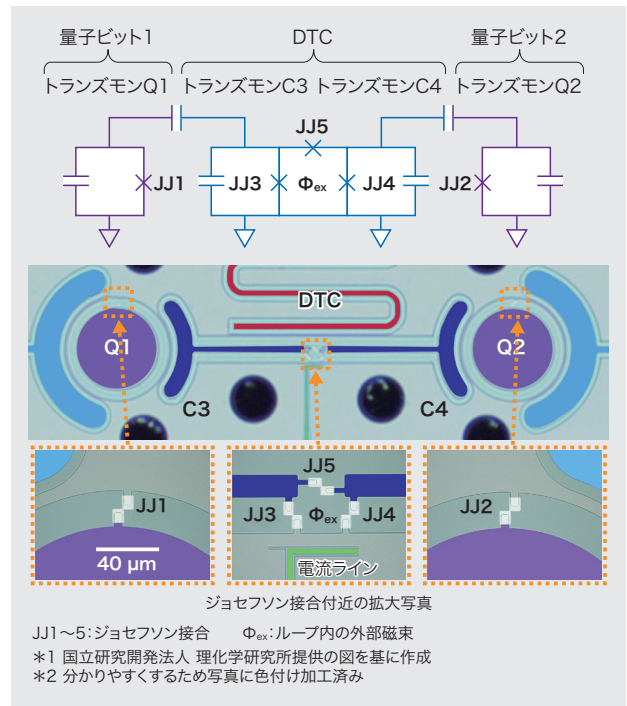 量子ビット1 DTC 量子ビット2
トランズモンQ1 トランズモンC3 トランズモンC4 トランズモンQ2
JJ5
JJ1 JJ3 Φex JJ4 JJ2
DTC
Q1 Q2
C3 C4
JJ1
40 μm
JJ5
JJ3 Φex JJ4
電流ライン
JJ2
ジョセフソン接合付近の拡大写真
JJ1～5：ジョセフソン接合 Φex：ループ内の外部磁束
＊1 国立研究開発法人 理化学研究所提供の図を基に作成
＊2 分かりやすくするため写真に色付け加工済み